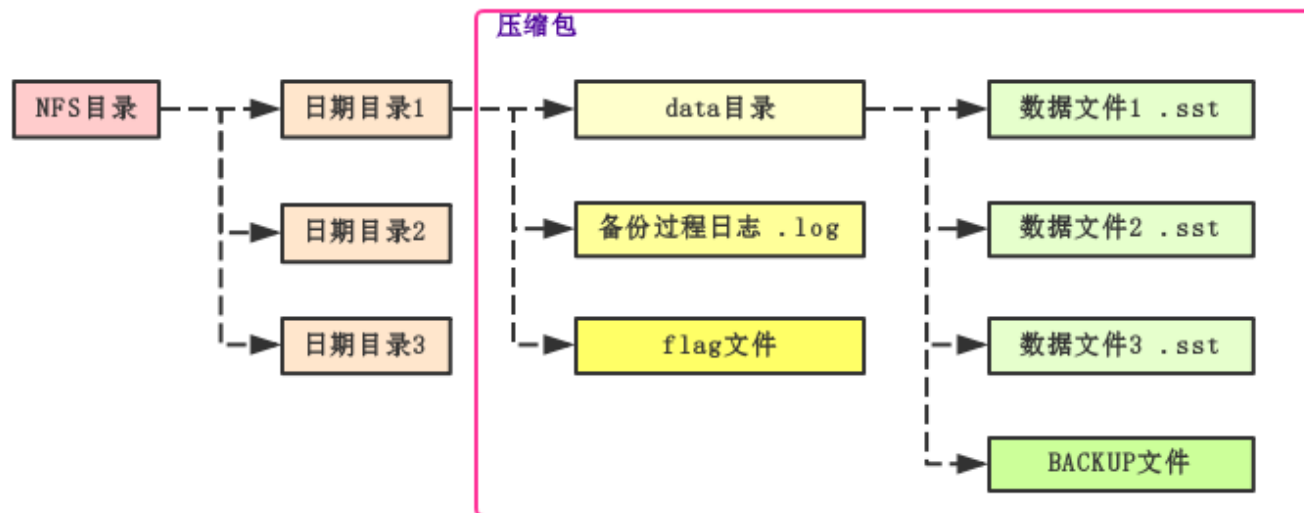 压缩包
NFS目录
日期目录1
data目录
数据文件1 .sst
日期目录2
备份过程日志 .log
数据文件2 .sst
日期目录3
flag文件
数据文件3 .sst
BACKUP文件